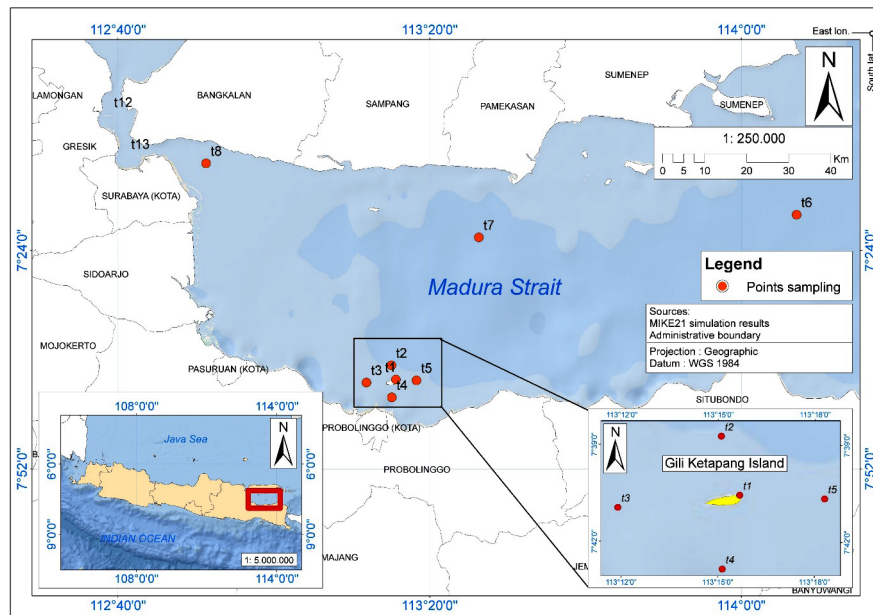 112°40'0" 113°20'0" 114°0'0"
East lon.
South lat.
N
SUMENEP
LAMONGAN
BANGKALAN
SAMPANG
PAMEKASAN
SUMENEP
t12
1: 250.000
0 5 10 20 30 40
Km
GRESIK
t13
t8
SURABAYA (KOTA)
t6
t7
7°24'0"
7°24'0"
SIDOARJO
Madura Strait
Legend
Points sampling
Sources:
MIKE21 simulation results
Administrative boundary
Projection : Geographic
Datum : WGS 1984
MOJOKERTO
PASURUAN (KOTA)
t2
t3
t1
t5
t4
SITUBONDO
PROBOLINGGO (KOTA)
PROBOLINGGO
7°52'0"
7°52'0"
108°0'0" 114°0'0"
Java Sea
N
6°0'0"
6°0'0"
9°0'0"
9°0'0"
INDIAN OCEAN
1: 5 000.000
108°0'0" 114°0'0"
MAJANG
113°12'0" 113°15'0" 113°18'0"
N
t2
7°39'0"
7°39'0"
Gili Ketapang Island
t1
t3
t5
7°42'0"
7°42'0"
t4
113°12'0" 113°15'0" 113°18'0"
BANYUWANGI
112°40'0" 113°20'0" 114°0'0"